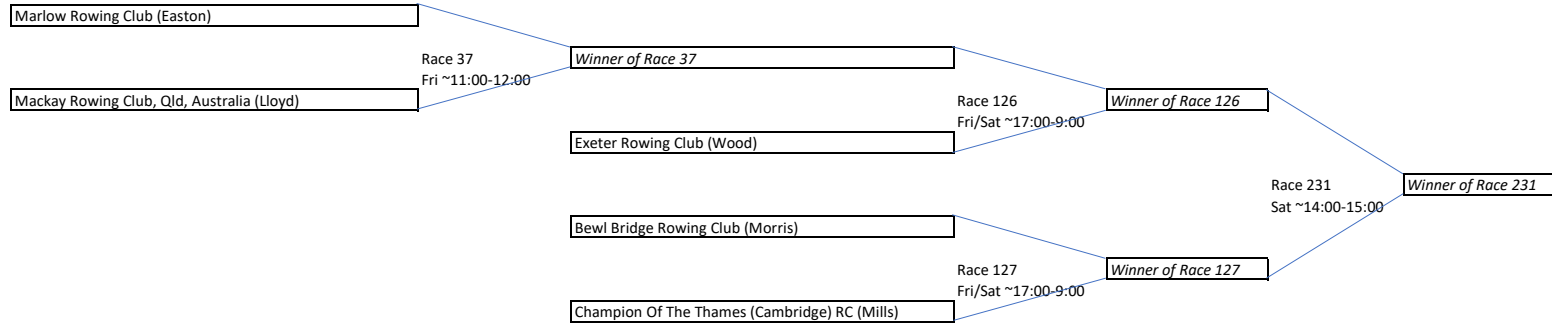 Marlow Rowing Club (Easton)
Race 37
Fri ~11:00-12:00
Winner of Race 37
Mackay Rowing Club, Qld, Australia (Lloyd)
Race 126
Fri/Sat ~17:00-9:00
Winner of Race 126
Exeter Rowing Club (Wood)
Race 231
Sat ~14:00-15:00
Winner of Race 231
Bewl Bridge Rowing Club (Morris)
Race 127
Fri/Sat ~17:00-9:00
Winner of Race 127
Champion Of The Thames (Cambridge) RC (Mills)